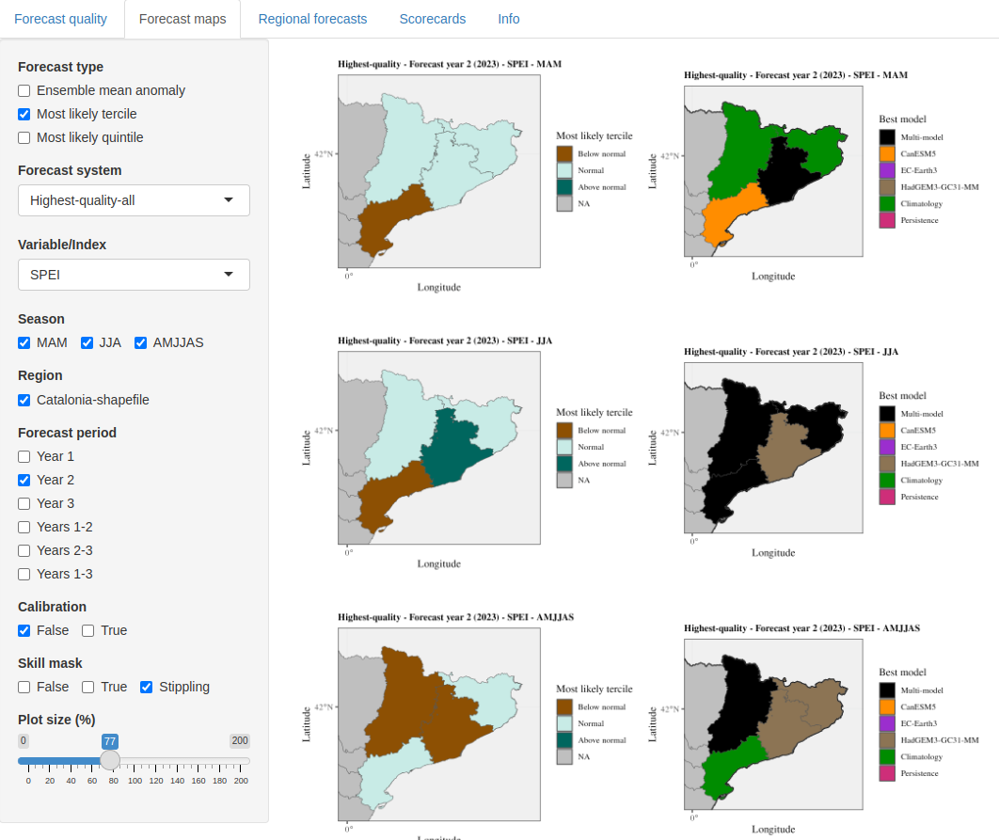 Forecast quality
Forecast maps
Regional forecasts
Scorecards
Info
Forecast type
Ensemble mean anomaly
Most likely tercile
Most likely quintile
Forecast system
Highest-quality-all
Variable/Index
SPEI
Season
MAM JJA AMJJAS
Region
Catalonia-shapefile
Forecast period
Year 1
Year 2
Year 3
Years 1-2
Years 2-3
Years 1-3
Calibration
False True
Skill mask
False True Stippling
Plot size (%)
0 77 200
0 20 40 60 80 100 120 140 160 180 200
Highest-quality - Forecast year 2 (2023) - SPEI - MAM
Latitude
42°N
0°
Longitude
Most likely tercile
Below normal
Normal
Above normal
NA
Highest-quality - Forecast year 2 (2023) - SPEI - MAM
Latitude
42°N
0°
Longitude
Best model
Multi-model
CanESM5
EC-Earth3
HadGEM3-GC31-MM
Climatology
Persistence
Highest-quality - Forecast year 2 (2023) - SPEI - JJA
Latitude
42°N
0°
Longitude
Most likely tercile
Below normal
Normal
Above normal
NA
Highest-quality - Forecast year 2 (2023) - SPEI - JJA
Latitude
42°N
0°
Longitude
Best model
Multi-model
CanESM5
EC-Earth3
HadGEM3-GC31-MM
Climatology
Persistence
Highest-quality - Forecast year 2 (2023) - SPEI - AMJJAS
Latitude
42°N
0°
Longitude
Most likely tercile
Below normal
Normal
Above normal
NA
Highest-quality - Forecast year 2 (2023) - SPEI - AMJJAS
Latitude
42°N
0°
Longitude
Best model
Multi-model
CanESM5
EC-Earth3
HadGEM3-GC31-MM
Climatology
Persistence